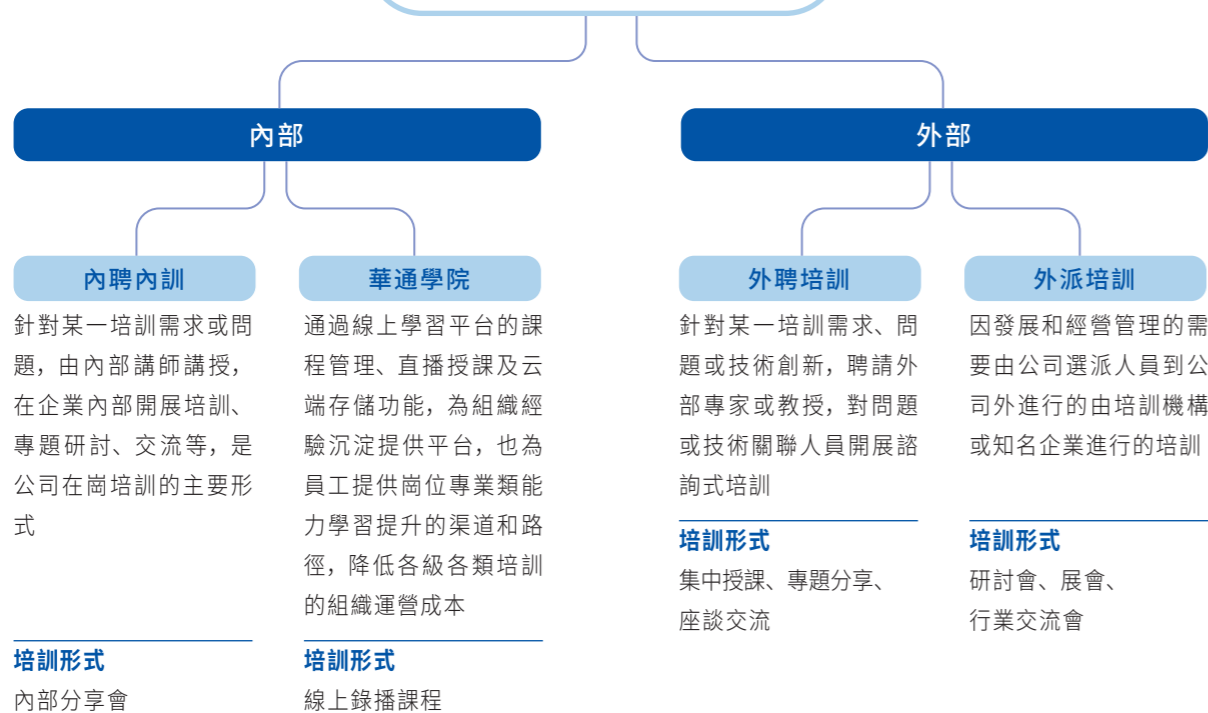 內部
內聘內訓
針對某一培訓需求或問
題，由內部講師講授，
在企業內部開展培訓、
專題研討、交流等，是
公司在崗培訓的主要形
式
培訓形式
內部分享會
華通學院
通過線上學習平台的課
程管理、直播授課及云
端存儲功能，為組織經
驗沉淀提供平台，也為
員工提供崗位專業類能
力學習提升的渠道和路
徑，降低各級各類培訓
的組織運營成本
培訓形式
線上錄播課程
外部
外聘培訓
針對某一培訓需求、問
題或技術創新，聘請外
部專家或教授，對問題
或技術關聯人員開展諮
詢式培訓
培訓形式
集中授課、專題分享、
座談交流
外派培訓
因發展和經營管理的需
要由公司選派人員到公
司外進行的由培訓機構
或知名企業進行的培訓
培訓形式
研討會、展會、
行業交流會